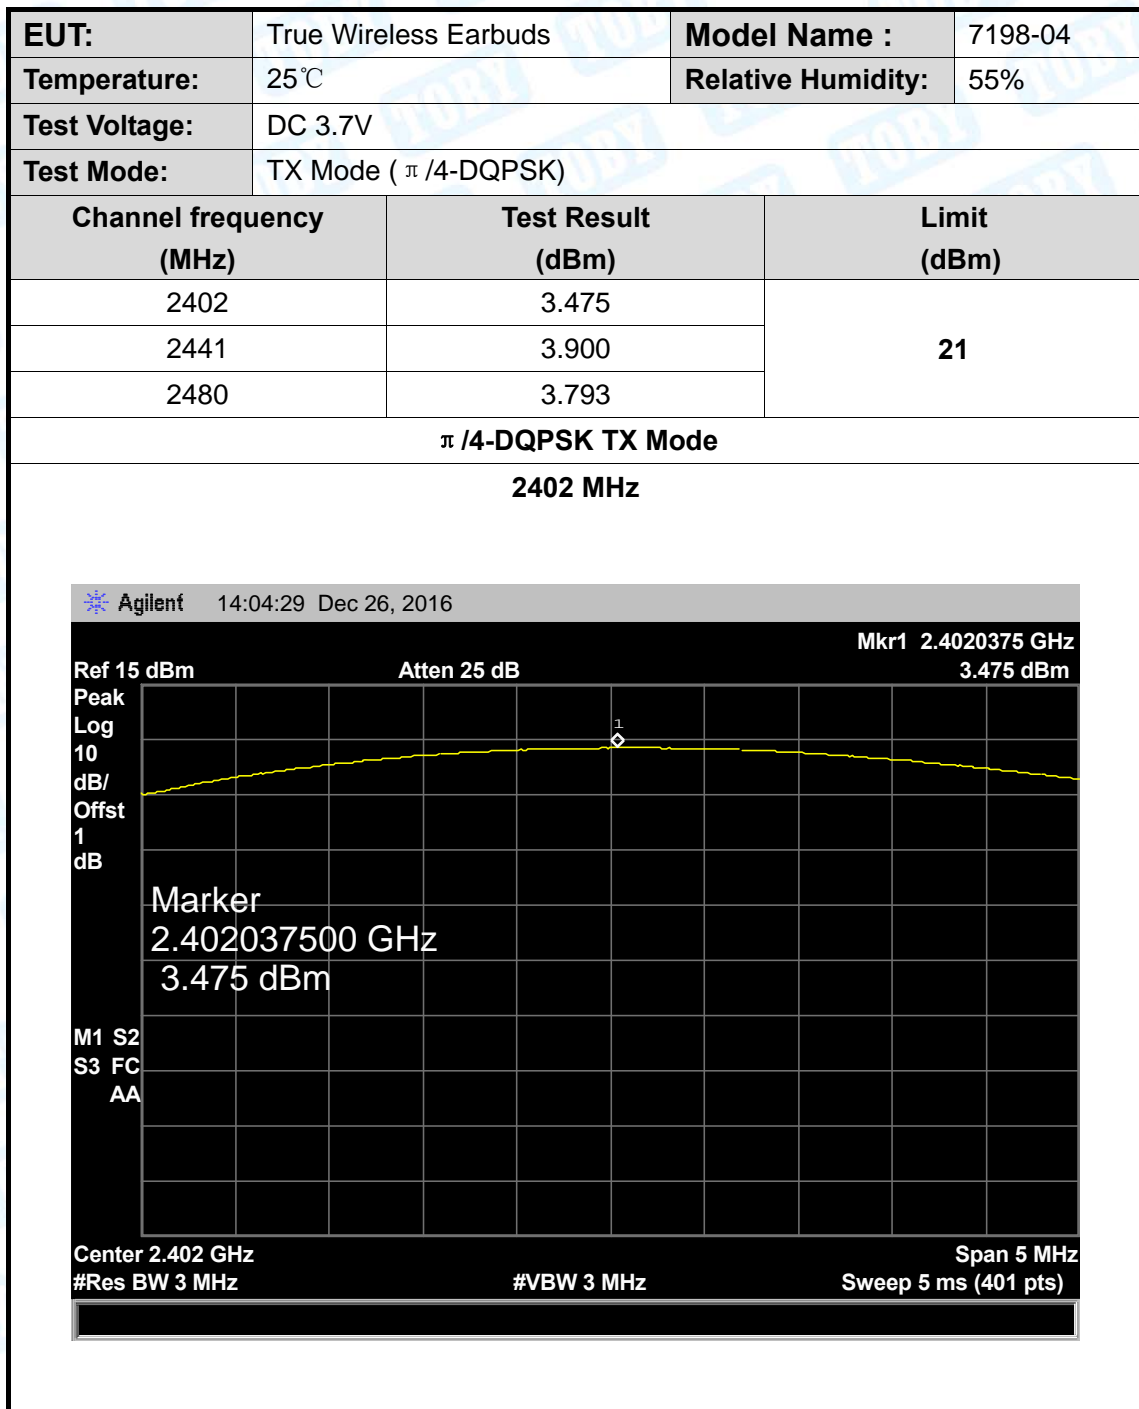 EUT: True Wireless Earbuds Model Name : 7198-04
Temperature: 25℃ Relative Humidity: 55%
Test Voltage: DC 3.7V
Test Mode: TX Mode ( π /4-DQPSK)
Channel frequency Test Result Limit
(MHz) (dBm) (dBm)
2402 3.475
2441 3.900 21
2480 3.793
π /4-DQPSK TX Mode
2402 MHz
Agilent 14:04:29 Dec 26, 2016
Mkr1 2.4020375 GHz
Ref 15 dBm Atten 25 dB 3.475 dBm
Peak
Log
1
10
dB/
Offst
1
dB
Marker
2.402037500 GHz
3.475 dBm
M1 S2
S3 FC
AA
Center 2.402 GHz Span 5 MHz
#Res BW 3 MHz #VBW 3 MHz Sweep 5 ms (401 pts)
TOBY